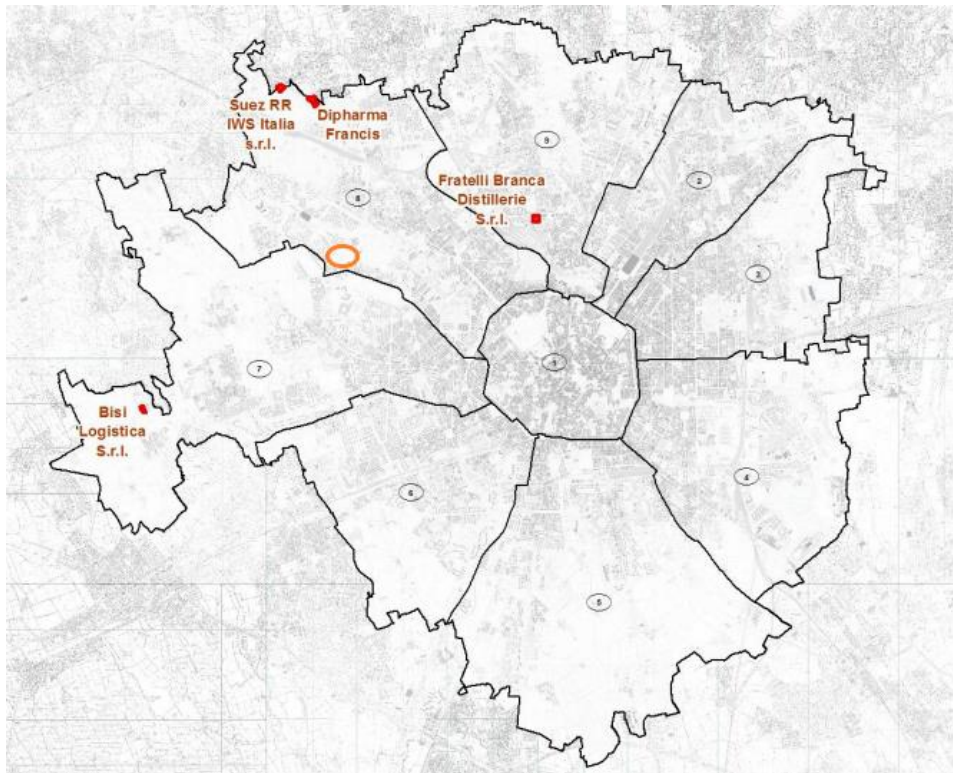 Suez RR
IWS Italia
s.r.l.
Dipharma
Francis
9
2
Fratelli Branca
Distillerie
S.r.l.
8
3
1
7
Bisi
Logistica
S.r.l.
6
4
5